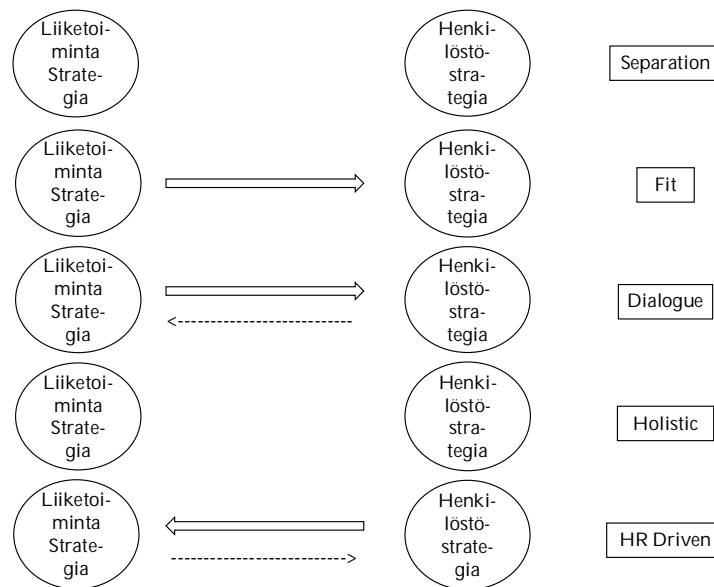 Liiketoi-
minta
Strate-
gia
Henki-
löstö-
stra-
tegia
Separation
Liiketoi-
minta
Strate-
gia
Henki-
löstö-
stra-
tegia
Fit
Liiketoi-
minta
Strate-
gia
Henki-
löstö-
stra-
tegia
Dialogue
Liiketoi-
minta
Strate-
gia
Henki-
löstö-
stra-
tegia
Holistic
Liiketoi-
minta
Strate-
gia
Henki-
löstö-
strate-
gia
HR Driven